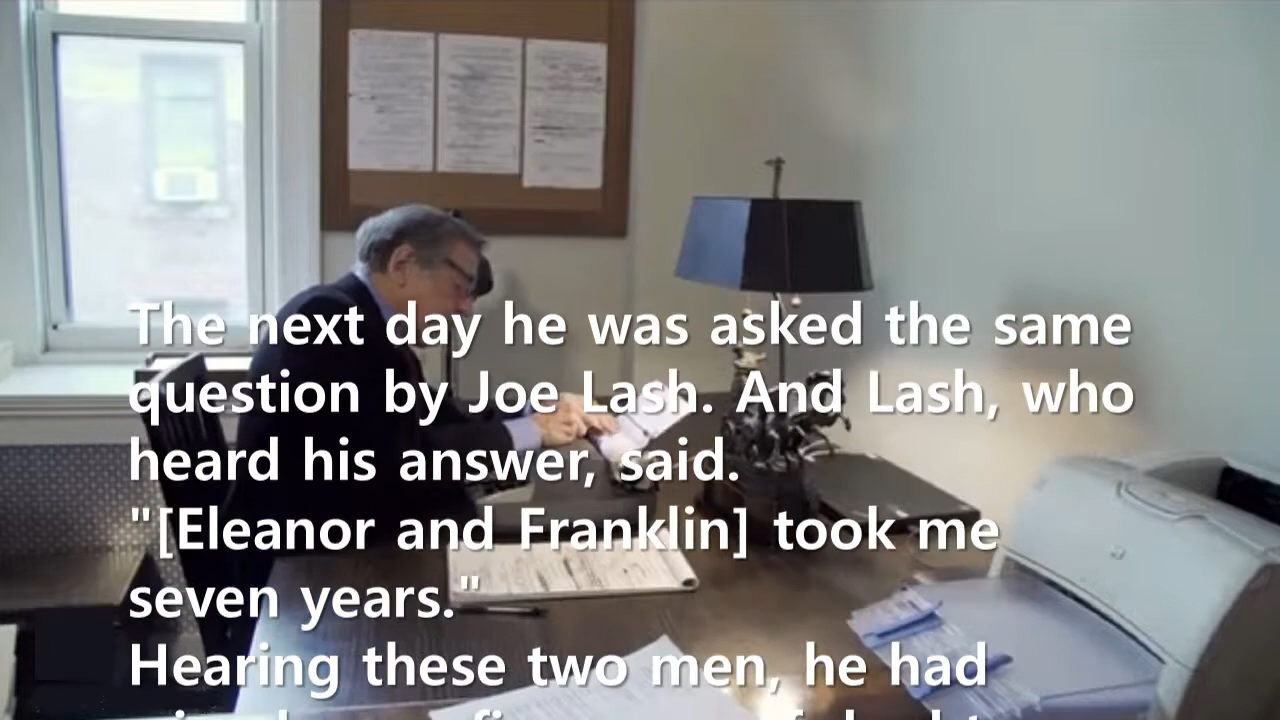 The next day he was asked the same
question by Joe Lash. And Lash, who
heard his answer, said.
"[Eleanor and Franklin] took me
seven years."
Hearing these two men, he had